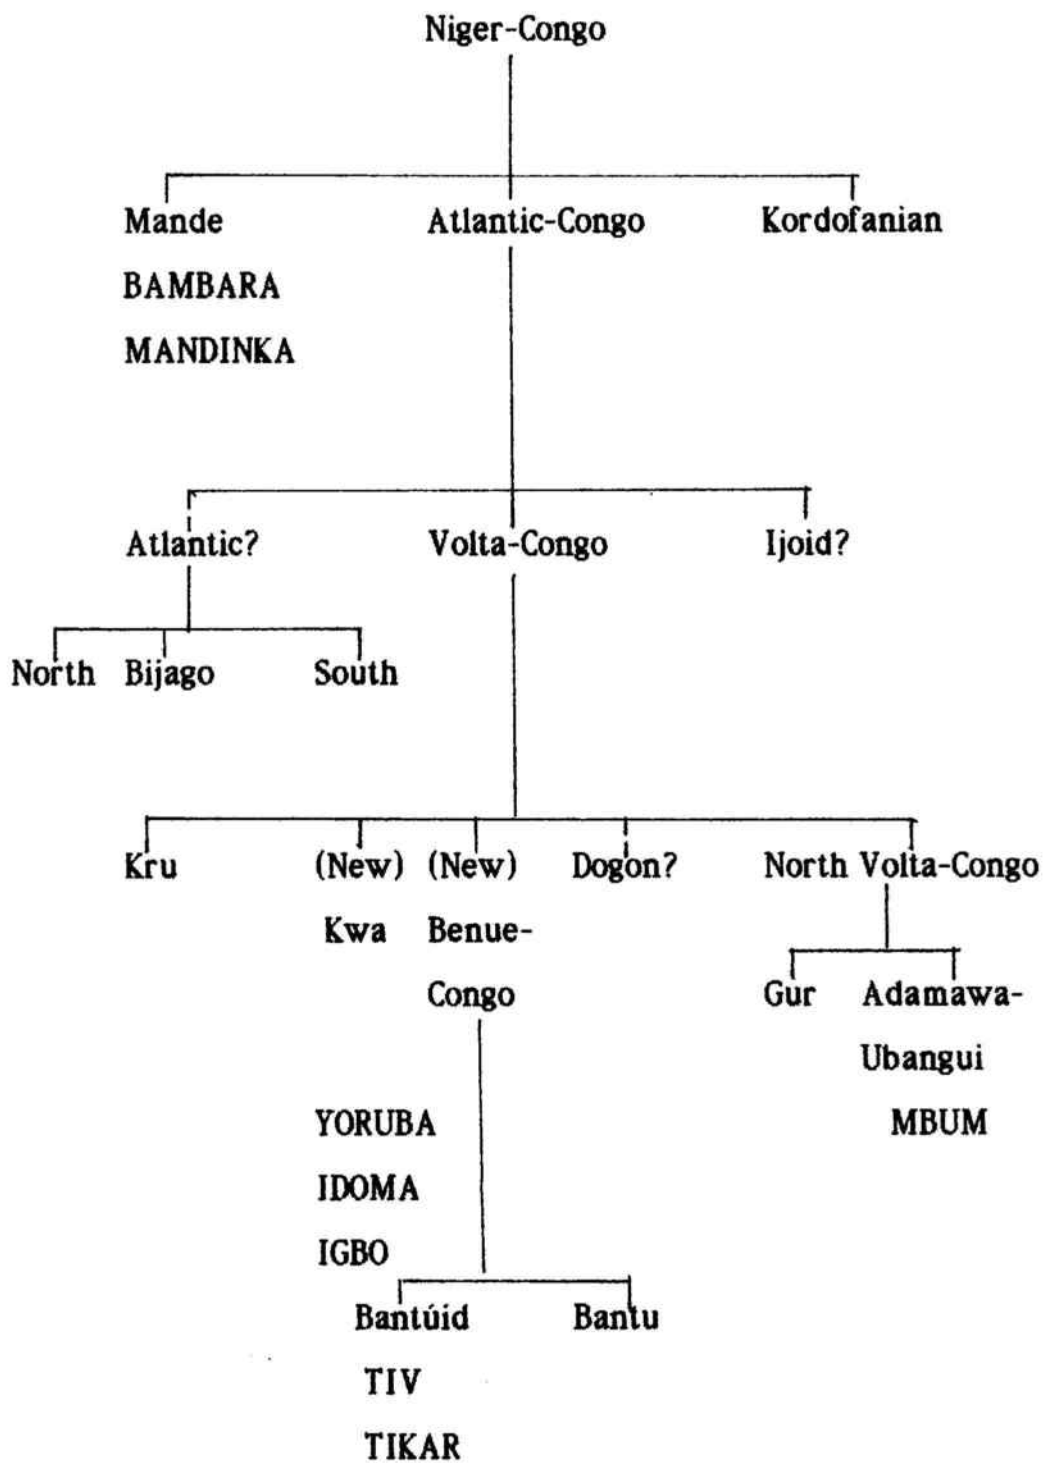 Niger-Congo
Mande Atlantic-Congo Kordofanian
BAMBARA
MANDINKA
Atlantic? Volta-Congo Ijoid?
North Bijago South
Kru (New) (New) Dogon? North Volta-Congo
Kwa Benue-
Congo Gur Adamawa-
Ubangui
YORUBA MBUM
IDOMA
IGBO
Bantúid Bantu
TIV
TIKAR